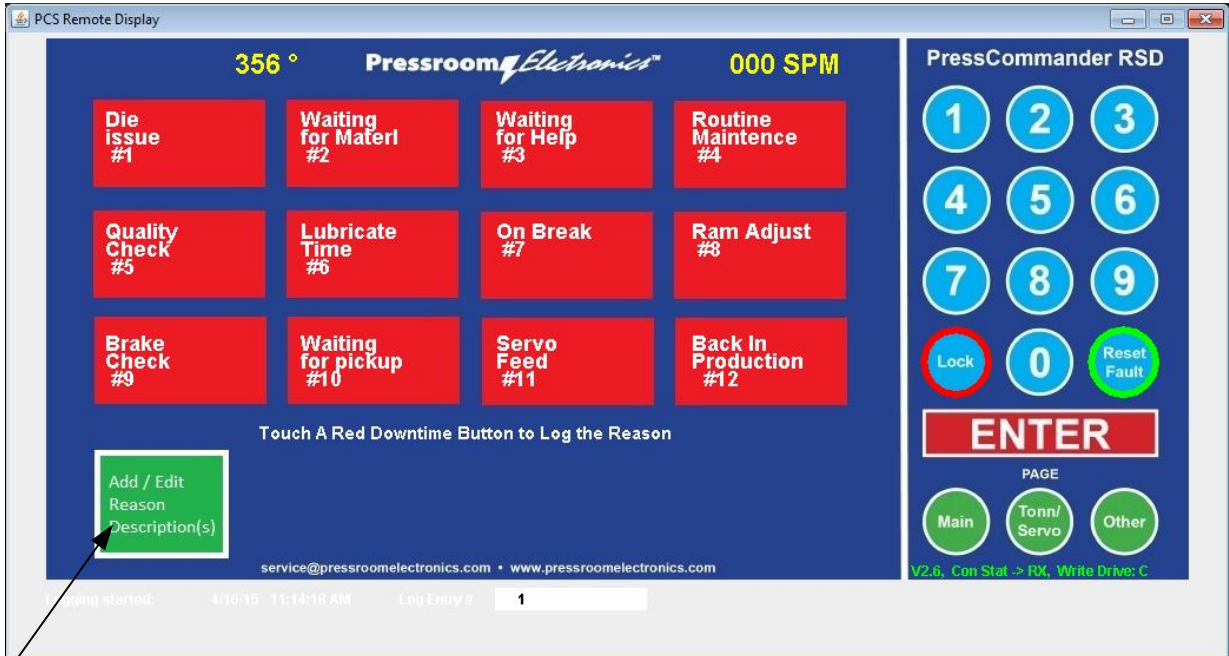 PCS Remote Display
356 °
Pressroom Electronics™
000 SPM
Die
issue
#1
Waiting
for Materl
#2
Waiting
for Help
#3
Routine
Maintence
#4
Quality
Check
#5
Lubricate
Time
#6
On Break
#7
Ram Adjust
#8
Brake
Check
#9
Waiting
for pickup
#10
Servo
Feed
#11
Back In
Production
#12
Touch A Red Downtime Button to Log the Reason
Add / Edit
Reason
Description(s)
service@pressroomelectronics.com • www.pressroomelectronics.com
PressCommander RSD
1 2 3
4 5 6
7 8 9
Lock 0 Reset
Fault
ENTER
PAGE
Main Tonn/
Servo Other
V2.6, Con Stat -> RX, Write Drive: C
Logging started: 4/16/15 11:14:18 AM Log Entry # 1